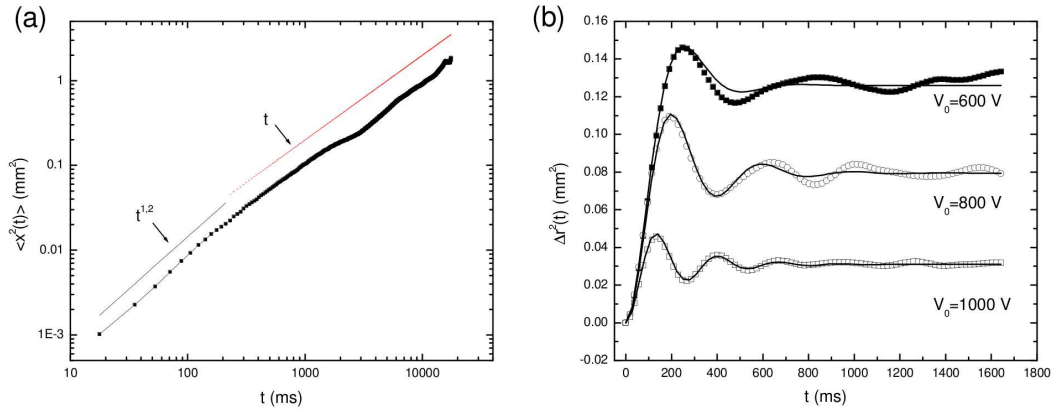 (a)
<x²(t)> (mm²)
1
0.1
0.01
1E-3
t
t^1,2
10 100 1000 10000
t (ms)
(b)
Δr²(t) (mm²)
0.16
0.14
0.12
0.10
0.08
0.06
0.04
0.02
0.00
-0.02
V₀=600 V
V₀=800 V
V₀=1000 V
0 200 400 600 800 1000 1200 1400 1600 1800
t (ms)